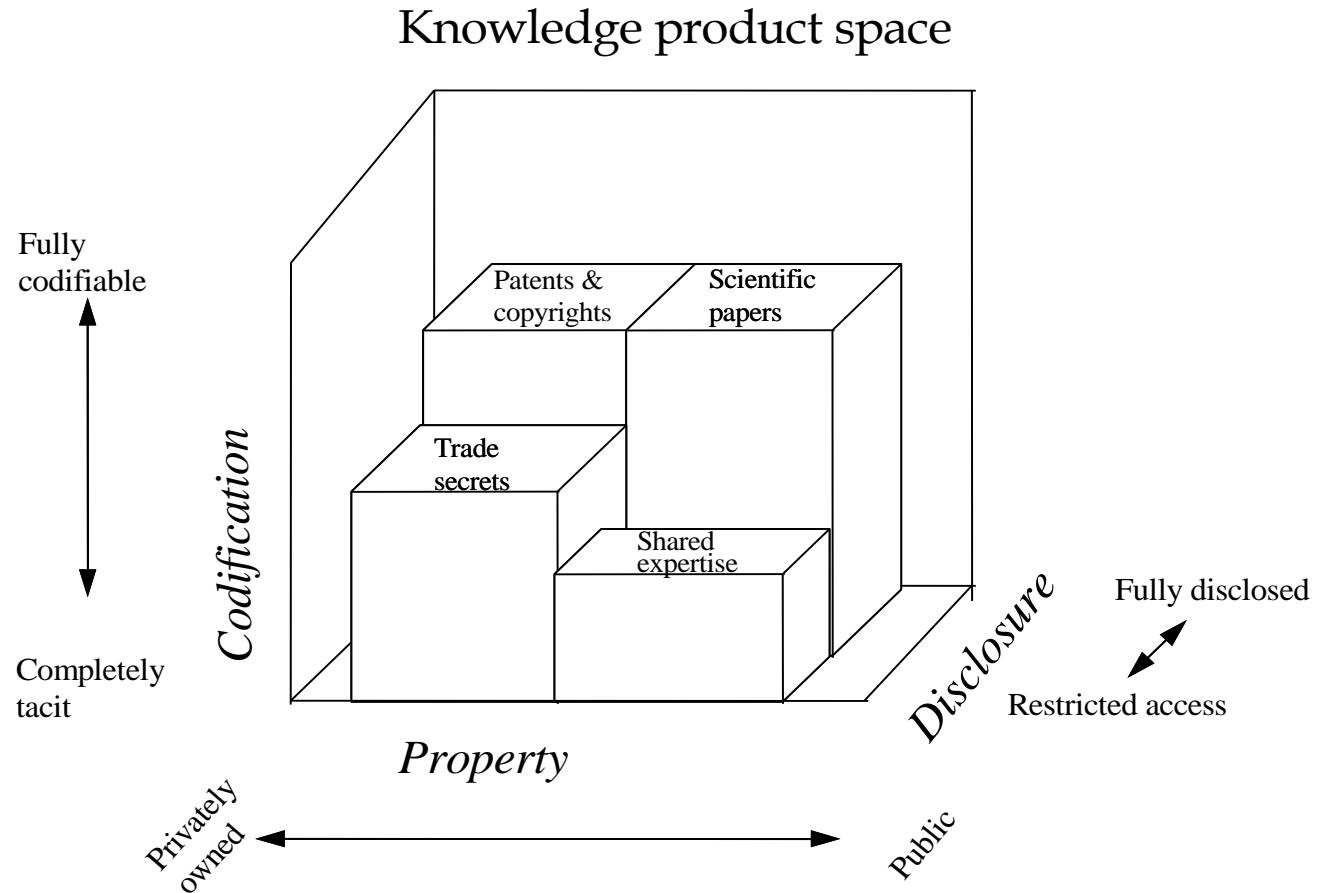 Knowledge product space
Fully
codifiable
Patents &
copyrights
Scientific
papers
Trade
secrets
Shared
expertise
Codification
Completely
tacit
Disclosure
Fully disclosed
Restricted access
Property
Privately
owned
Public